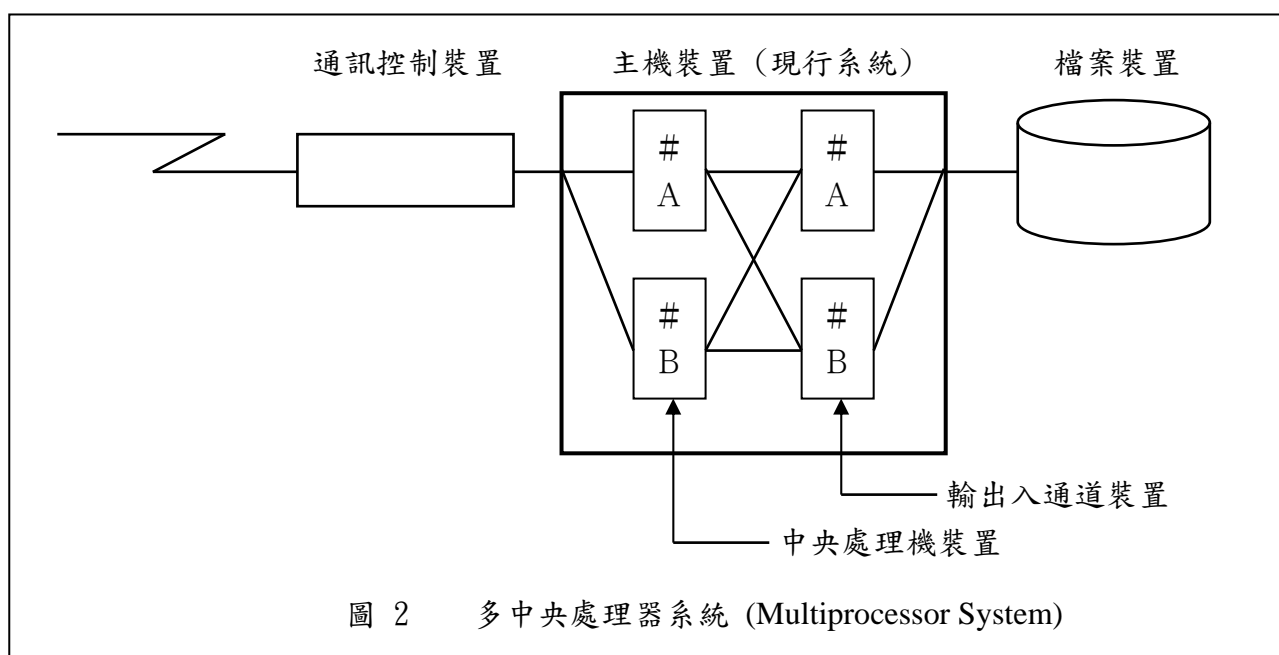 通訊控制裝置
主機裝置 (現行系統)
檔案裝置
#
A
#
A
#
B
#
B
輸出入通道裝置
中央處理機裝置
圖 2 多中央處理器系統 (Multiprocessor System)